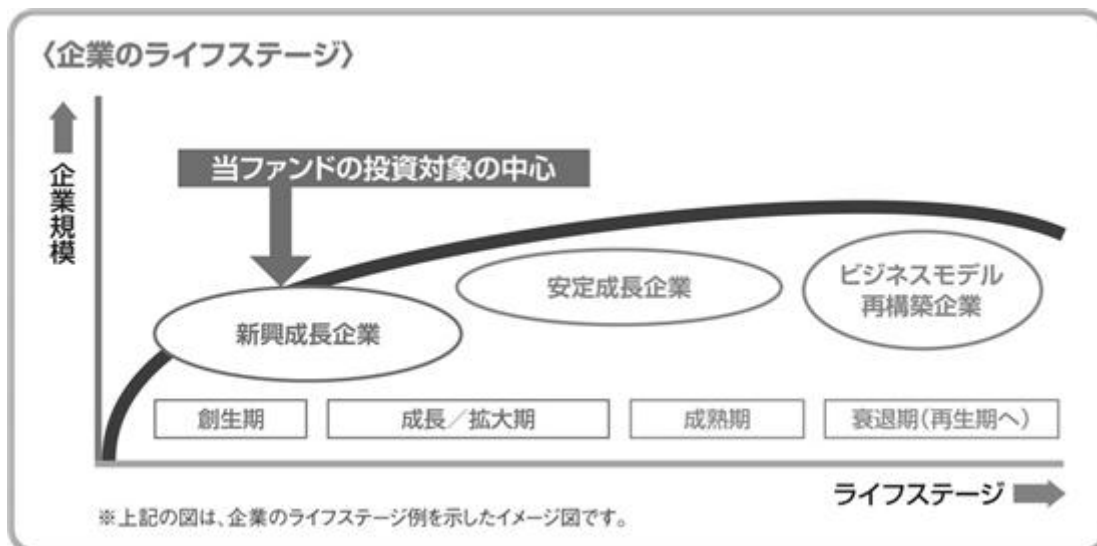 〈企業のライフステージ〉
企業規模
当ファンドの投資対象の中心
新興成長企業
安定成長企業
ビジネスモデル
再構築企業
創生期
成長/拡大期
成熟期
衰退期(再生期へ)
ライフステージ
※上記の図は、企業のライフステージ例を示したイメージ図です。